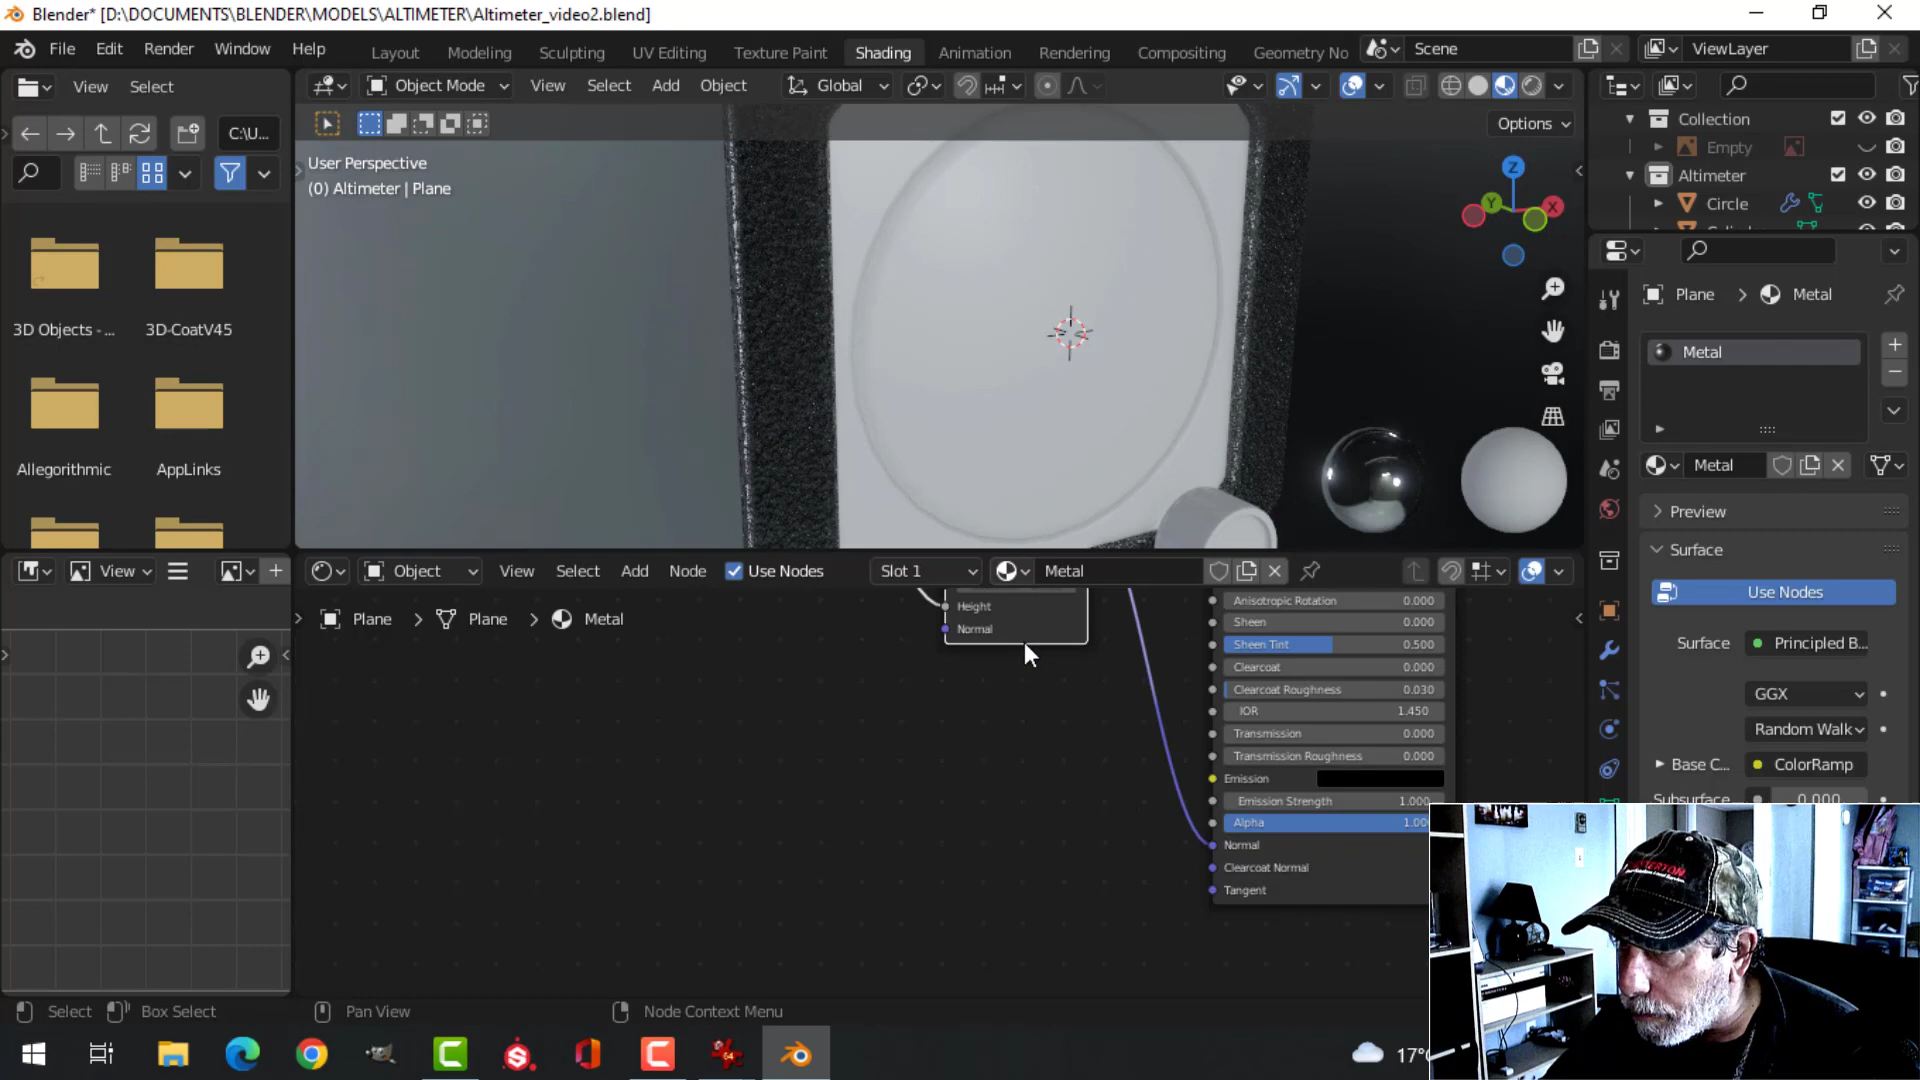 Blender* [D:\DOCUMENTS\BLENDER\MODELS\ALTIMETER\Altimeter_video2.blend]
File Edit Render Window Help Layout Modeling Sculpting UV Editing Texture Paint Shading Animation Rendering Compositing Geometry No Scene ViewLayer
View Select Object Mode View Select Add Object Global
C:\U... Options
User Perspective
(0) Altimeter | Plane
Z
Y X
Collection
Empty
Altimeter
Circle
3D Objects - ... 3D-CoatV45
Allegorithmic AppLinks
Plane > Metal
Metal
Metal
Preview
Surface
Use Nodes
Surface Principled B...
GGX
Random Walk
Base C... ColorRamp
0.000
View Object View Select Add Node Use Nodes Slot 1 Metal
Plane > Plane > Metal
Height
Normal
Anisotropic Rotation 0.000
Sheen 0.000
Sheen Tint 0.500
Clearcoat 0.000
Clearcoat Roughness 0.030
IOR 1.450
Transmission 0.000
Transmission Roughness 0.000
Emission
Emission Strength 1.000
Alpha 1.00
Normal
Clearcoat Normal
Tangent
Select Box Select Pan View Node Context Menu
64
17°